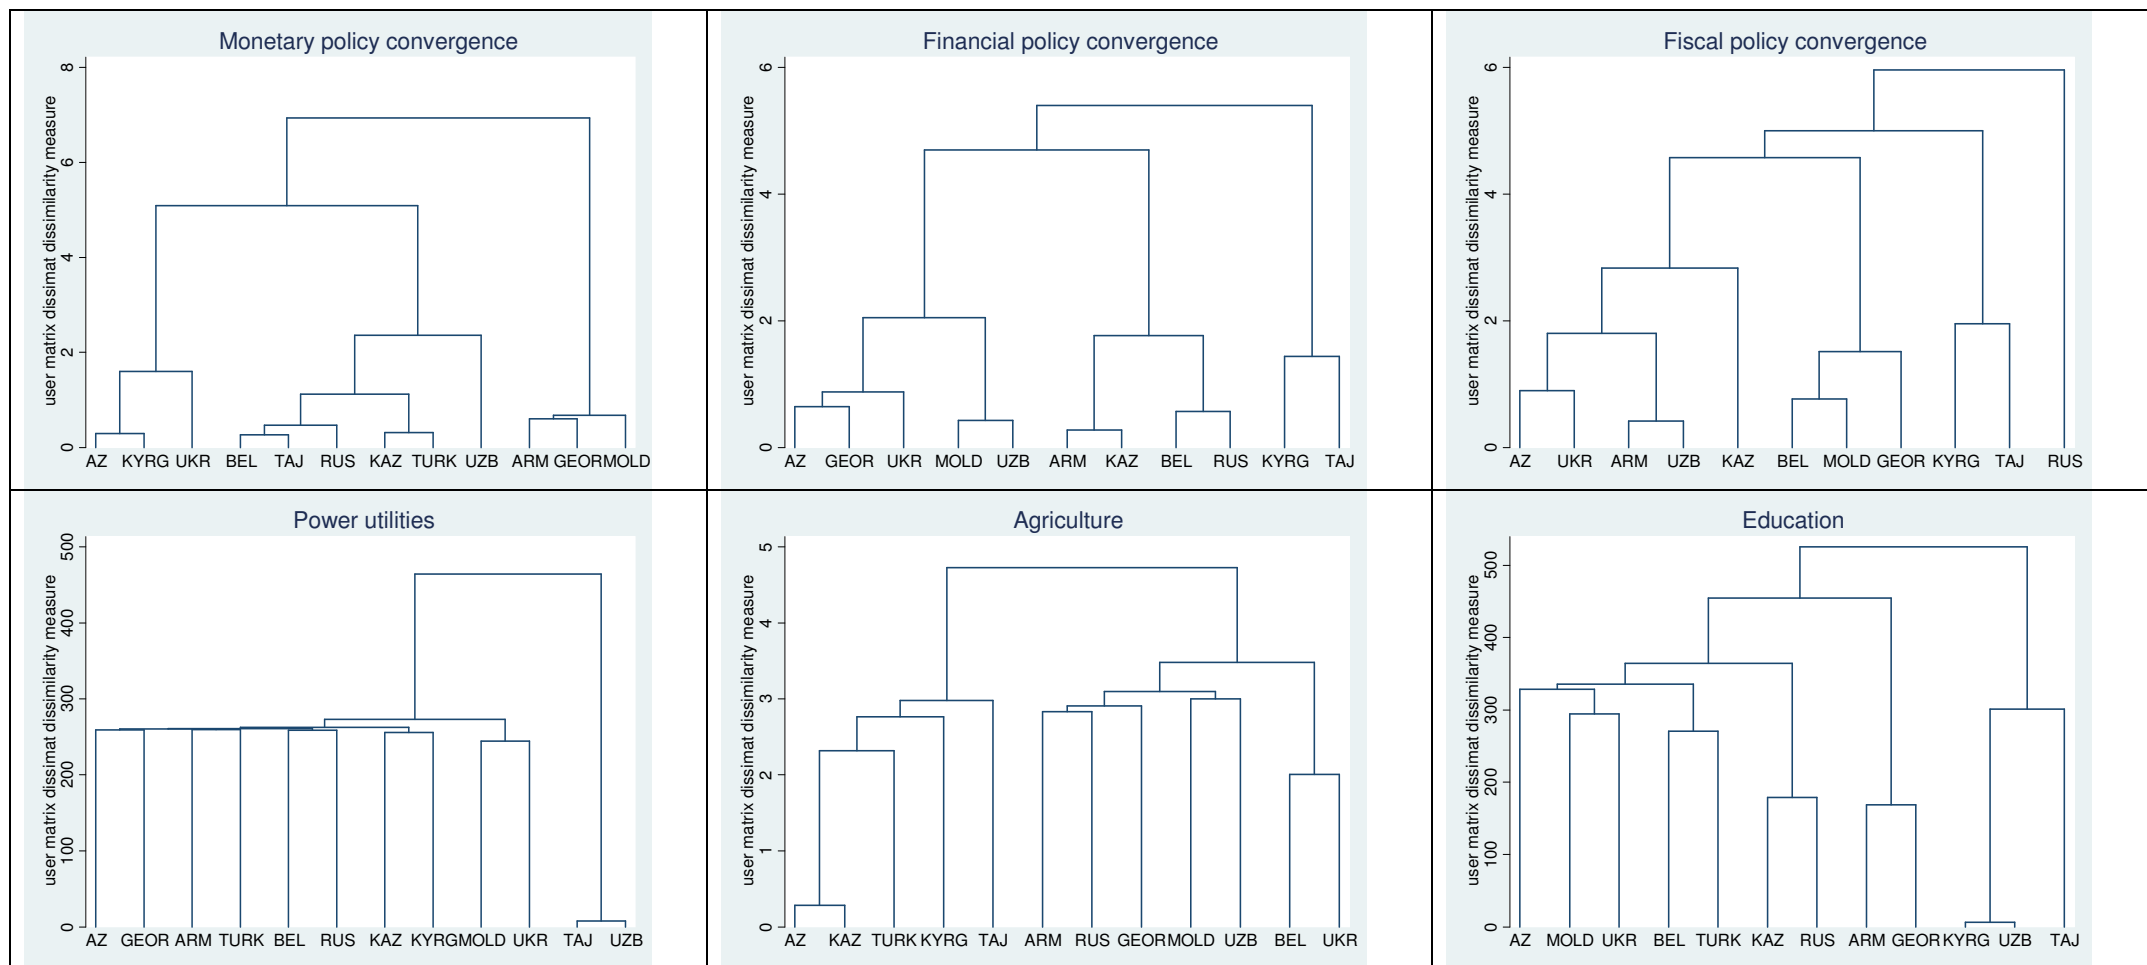 Monetary policy convergence
user matrix dissimat dissimilarity measure
8
6
4
2
0
AZ KYRG UKR BEL TAJ RUS KAZ TURK UZB ARM GEOR MOLD
Financial policy convergence
user matrix dissimat dissimilarity measure
6
4
2
0
AZ GEOR UKR MOLD UZB ARM KAZ BEL RUS KYRG TAJ
Fiscal policy convergence
user matrix dissimat dissimilarity measure
6
4
2
0
AZ UKR ARM UZB KAZ BEL MOLD GEOR KYRG TAJ RUS
Power utilities
user matrix dissimat dissimilarity measure
500
400
300
200
100
0
AZ GEOR ARM TURK BEL RUS KAZ KYRG MOLD UKR TAJ UZB
Agriculture
user matrix dissimat dissimilarity measure
5
4
3
2
1
0
AZ KAZ TURK KYRG TAJ ARM RUS GEOR MOLD UZB BEL UKR
Education
user matrix dissimat dissimilarity measure
500
400
300
200
100
0
AZ MOLD UKR BEL TURK KAZ RUS ARM GEOR KYRG UZB TAJ